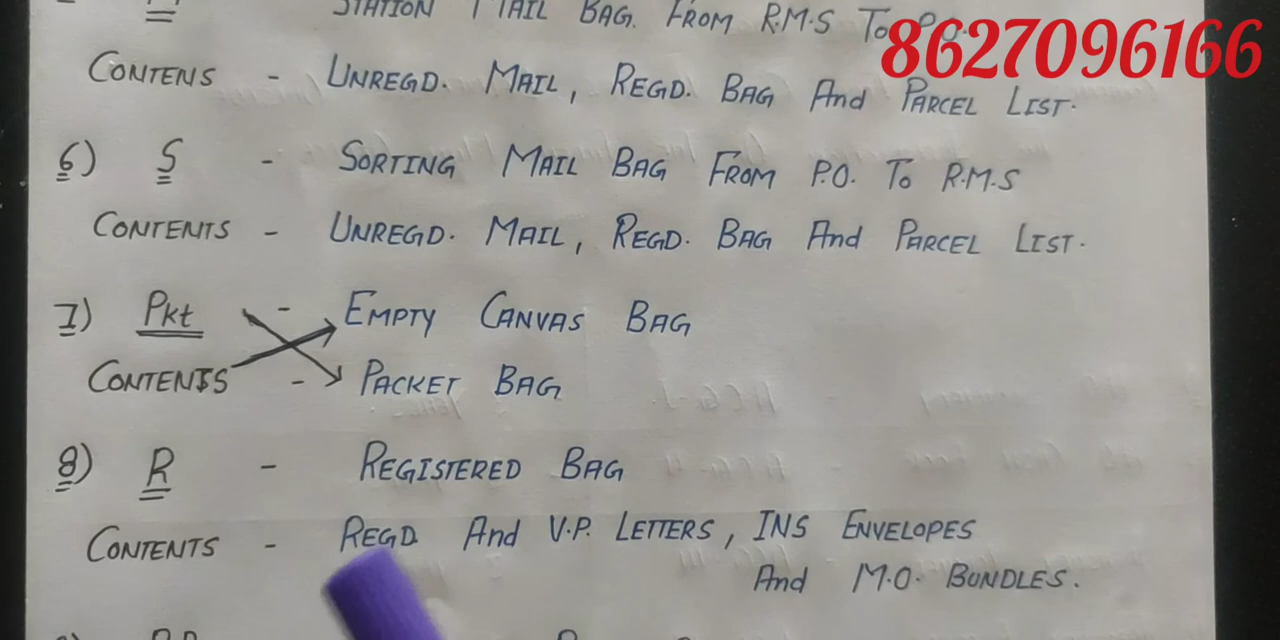 STATION MAIL BAG. FROM R.M.S TO P.O.
8627096166
CONTENS - UNREGD. MAIL, REGD. BAG And PARCEL LIST.
6) S - SORTING MAIL BAG FROM P.O. TO R.M.S
CONTENTS - UNREGD. MAIL, REGD. BAG And PARCEL LIST.
7) Pkt - EMPTY CANVAS BAG
CONTENTS - PACKET BAG
8) R - REGISTERED BAG
CONTENTS - REGD. And V.P. LETTERS, INS ENVELOPES
And M.O. BUNDLES.